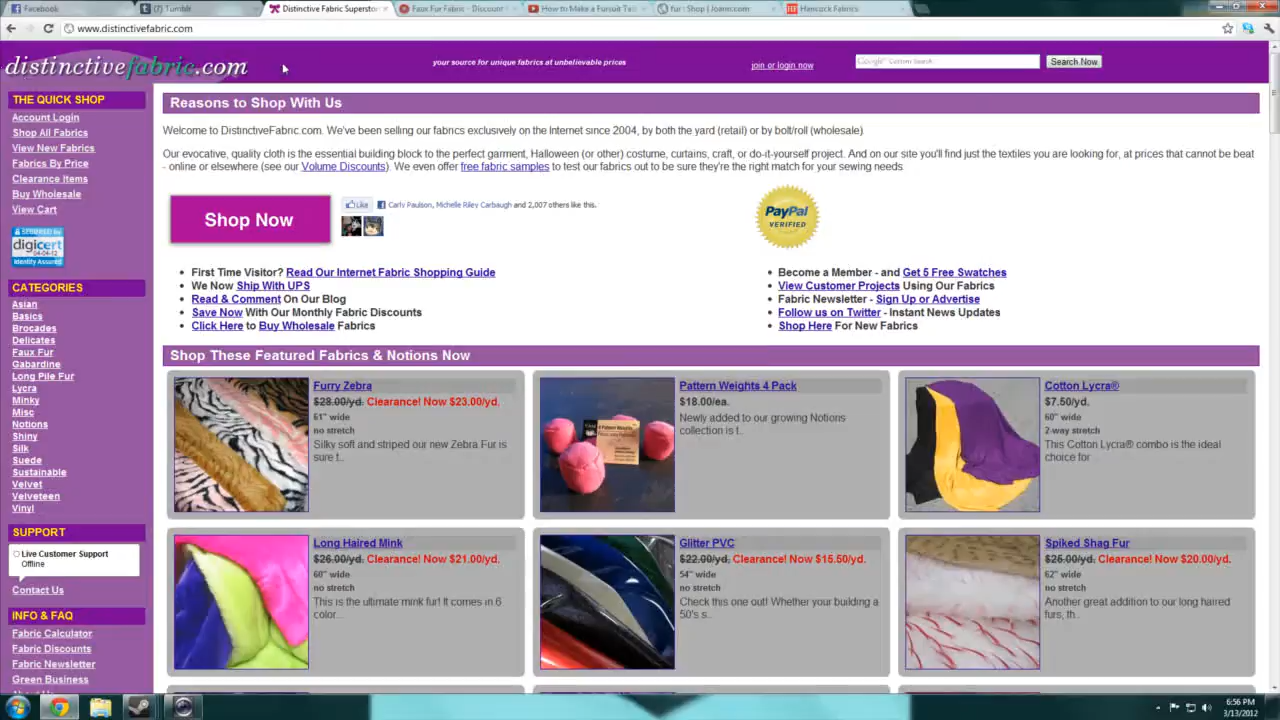 Facebook
Tumblr
Distinctive Fabric Supersto
Faux Fur Fabric - Discount
How to Make a Fursuit Tail
fur : Shop | Joann.com
Hancock Fabrics
www.distinctivefabric.com
distinctivefabric.com
your source for unique fabrics at unbelievable prices
join or login now
Google™ Custom Search
Search Now
THE QUICK SHOP
Account Login
Shop All Fabrics
View New Fabrics
Fabrics By Price
Clearance Items
Buy Wholesale
View Cart
SECURED BY
digicert
04-04-12
Identity Assured
CATEGORIES
Asian
Basics
Brocades
Delicates
Faux Fur
Gabardine
Long Pile Fur
Lycra
Minky
Misc
Notions
Shiny
Silk
Suede
Sustainable
Velvet
Velveteen
Vinyl
SUPPORT
Live Customer Support
Offline
Contact Us
INFO & FAQ
Fabric Calculator
Fabric Discounts
Fabric Newsletter
Green Business
About Us
Reasons to Shop With Us
Welcome to DistinctiveFabric.com. We've been selling our fabrics exclusively on the Internet since 2004, by both the yard (retail) or by bolt/roll (wholesale).
Our evocative, quality cloth is the essential building block to the perfect garment, Halloween (or other) costume, curtains, craft, or do-it-yourself project. And on our site you'll find just the textiles you are looking for, at prices that cannot be beat
- online or elsewhere (see our Volume Discounts). We even offer free fabric samples to test our fabrics out to be sure they're the right match for your sewing needs.
Shop Now
Like
Carly Paulson, Michelle Riley Carbaugh and 2,007 others like this.
PayPal
VERIFIED
First Time Visitor? Read Our Internet Fabric Shopping Guide
We Now Ship With UPS
Read & Comment On Our Blog
Save Now With Our Monthly Fabric Discounts
Click Here to Buy Wholesale Fabrics
Become a Member - and Get 5 Free Swatches
View Customer Projects Using Our Fabrics
Fabric Newsletter - Sign Up or Advertise
Follow us on Twitter - Instant News Updates
Shop Here For New Fabrics
Shop These Featured Fabrics & Notions Now
Furry Zebra
$28.00/yd. Clearance! Now $23.00/yd.
61" wide
no stretch
Silky soft and striped our new Zebra Fur is
sure t..
Pattern Weights 4 Pack
$18.00/ea.
Newly added to our growing Notions
collection is t..
Cotton Lycra®
$7.50/yd.
60" wide
2-way stretch
This Cotton Lycra® combo is the ideal
choice for ..
Long Haired Mink
$26.00/yd. Clearance! Now $21.00/yd.
60" wide
no stretch
This is the ultimate mink fur! It comes in 6
color..
Glitter PVC
$22.00/yd. Clearance! Now $15.50/yd.
54" wide
no stretch
Check this one out! Whether your building a
50's s..
Spiked Shag Fur
$25.00/yd. Clearance! Now $20.00/yd.
62" wide
no stretch
Another great addition to our long haired
furs, th..
6:56 PM
3/13/2012